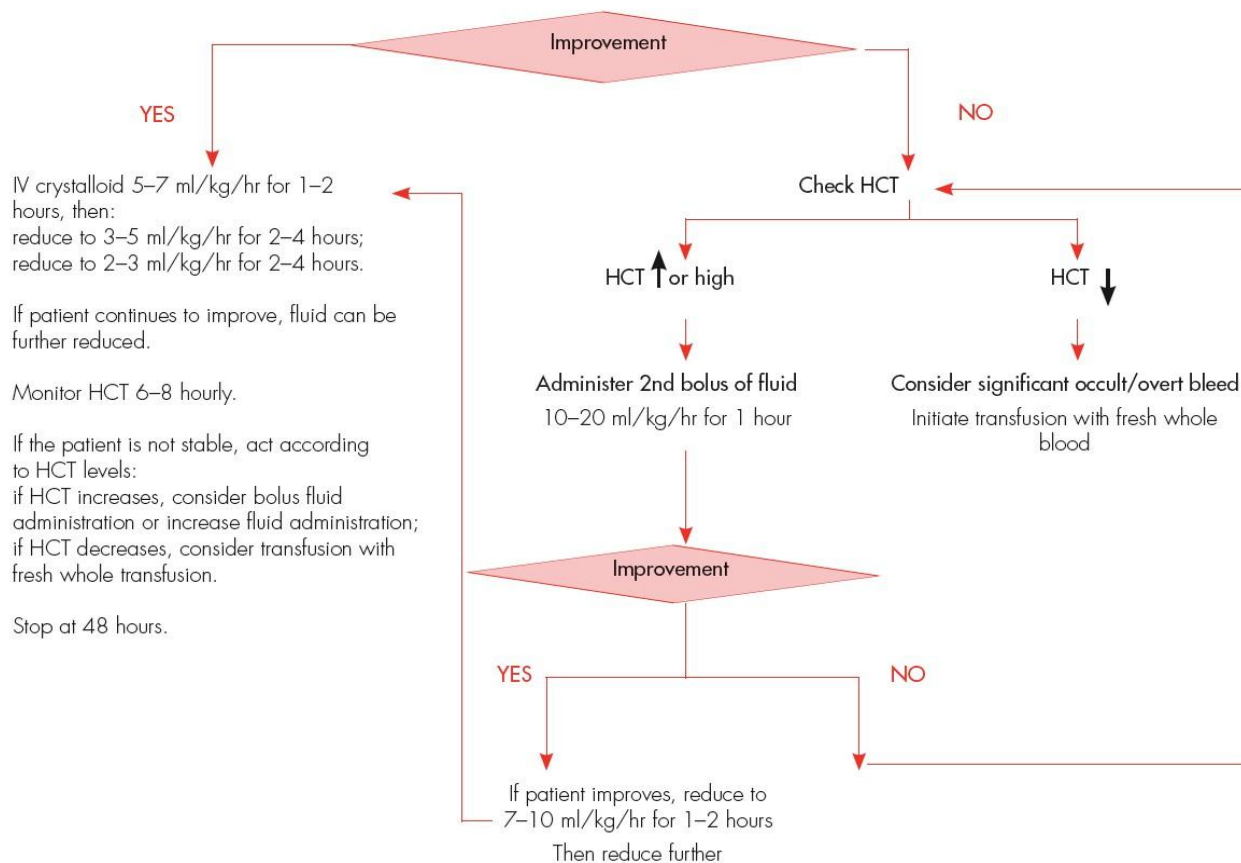 Improvement
YES
NO
IV crystalloid 5–7 ml/kg/hr for 1–2
hours, then:
reduce to 3–5 ml/kg/hr for 2–4 hours;
reduce to 2–3 ml/kg/hr for 2–4 hours.
If patient continues to improve, fluid can be
further reduced.
Monitor HCT 6–8 hourly.
If the patient is not stable, act according
to HCT levels:
if HCT increases, consider bolus fluid
administration or increase fluid administration;
if HCT decreases, consider transfusion with
fresh whole transfusion.
Stop at 48 hours.
Check HCT
HCT ↑ or high
HCT ↓
Administer 2nd bolus of fluid
10–20 ml/kg/hr for 1 hour
Consider significant occult/overt bleed
Initiate transfusion with fresh whole
blood
Improvement
YES
NO
If patient improves, reduce to
7–10 ml/kg/hr for 1–2 hours
Then reduce further